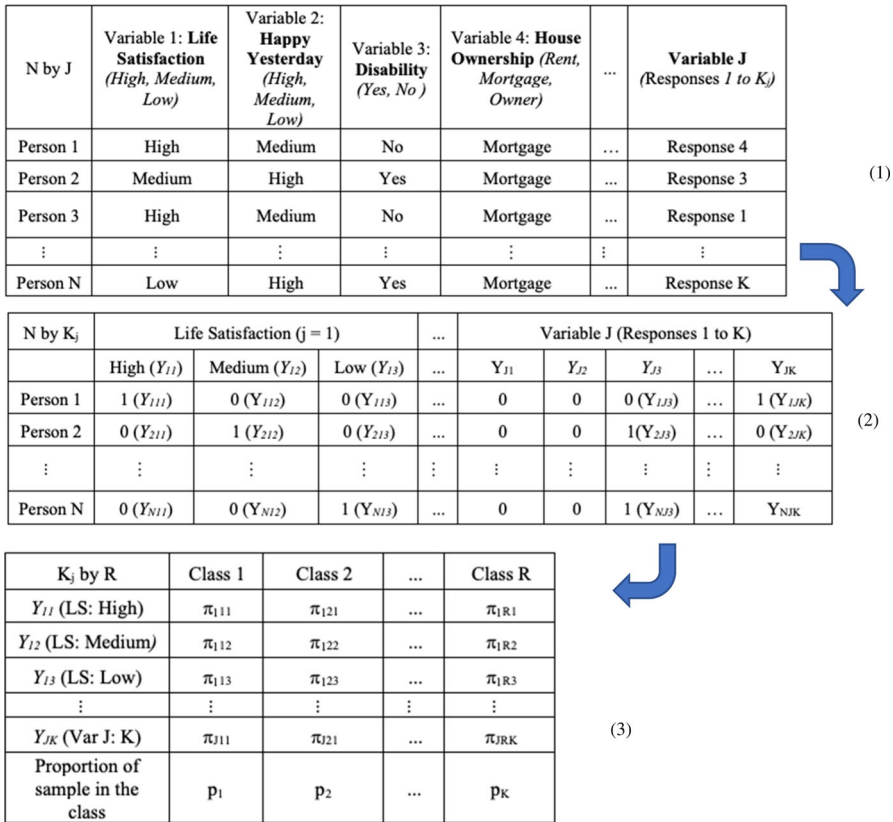 N by J | Variable 1: Life Satisfaction (High, Medium, Low) | Variable 2: Happy Yesterday (High, Medium, Low) | Variable 3: Disability (Yes, No ) | Variable 4: House Ownership (Rent, Mortgage, Owner) | ... | Variable J (Responses 1 to Kj)
Person 1 | High | Medium | No | Mortgage | … | Response 4
Person 2 | Medium | High | Yes | Mortgage | ... | Response 3
(1)
Person 3 | High | Medium | No | Mortgage | ... | Response 1
⋮ | ⋮ | ⋮ | ⋮ | ⋮ | ⋮ | ⋮
Person N | Low | High | Yes | Mortgage | ... | Response K
N by Kj | Life Satisfaction (j = 1) | ... | Variable J (Responses 1 to K)
High (Y11) | Medium (Y12) | Low (Y13) | ... | YJ1 | YJ2 | YJ3 | … | YJK
Person 1 | 1 (Y111) | 0 (Y112) | 0 (Y113) | ... | 0 | 0 | 0 (Y1J3) | … | 1 (Y1JK)
(2)
Person 2 | 0 (Y211) | 1 (Y212) | 0 (Y213) | ... | 0 | 0 | 1(Y2J3) | … | 0 (Y2JK)
⋮ | ⋮ | ⋮ | ⋮ | ⋮ | ⋮ | ⋮ | ⋮ | ⋮ | ⋮
Person N | 0 (YN11) | 0 (YN12) | 1 (YN13) | ... | 0 | 0 | 1 (YNJ3) | … | YNJK
Kj by R | Class 1 | Class 2 | ... | Class R
Y11 (LS: High) | π111 | π121 | ... | π1R1
Y12 (LS: Medium) | π112 | π122 | ... | π1R2
Y13 (LS: Low) | π113 | π123 | ... | π1R3
⋮ | ⋮ | ⋮ | ⋮ | ⋮
(3)
YJK (Var J: K) | πJ11 | πJ21 | ... | πJRK
Proportion of sample in the class | p1 | p2 | ... | pK